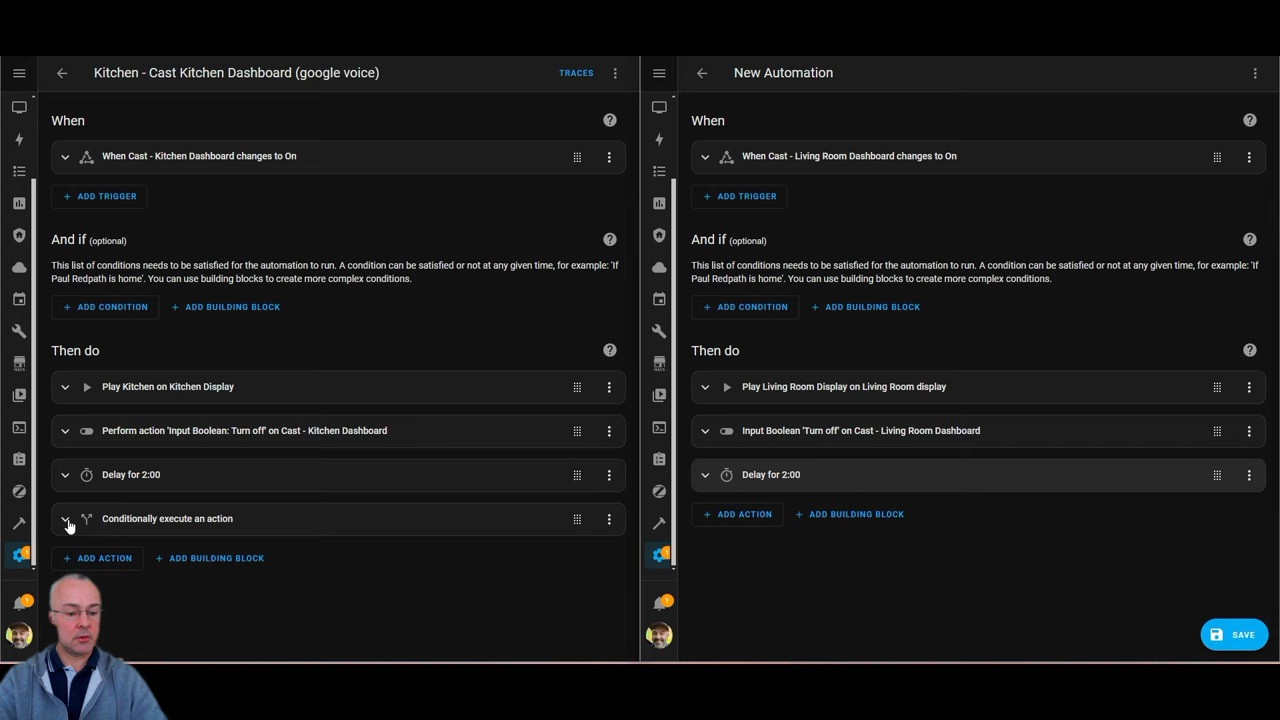 Kitchen - Cast Kitchen Dashboard (google voice)
TRACES
When
When Cast - Kitchen Dashboard changes to On
ADD TRIGGER
And if (optional)
This list of conditions needs to be satisfied for the automation to run. A condition can be satisfied or not at any given time, for example: 'If
Paul Redpath is home'. You can use building blocks to create more complex conditions.
ADD CONDITION
ADD BUILDING BLOCK
Then do
Play Kitchen on Kitchen Display
Perform action 'Input Boolean: Turn off' on Cast - Kitchen Dashboard
Delay for 2:00
Conditionally execute an action
ADD ACTION
ADD BUILDING BLOCK
HACS
1
1
New Automation
When
When Cast - Living Room Dashboard changes to On
ADD TRIGGER
And if (optional)
This list of conditions needs to be satisfied for the automation to run. A condition can be satisfied or not at any given time, for example: 'If
Paul Redpath is home'. You can use building blocks to create more complex conditions.
ADD CONDITION
ADD BUILDING BLOCK
Then do
Play Living Room Display on Living Room display
Input Boolean 'Turn off' on Cast - Living Room Dashboard
Delay for 2:00
ADD ACTION
ADD BUILDING BLOCK
HACS
1
1
SAVE